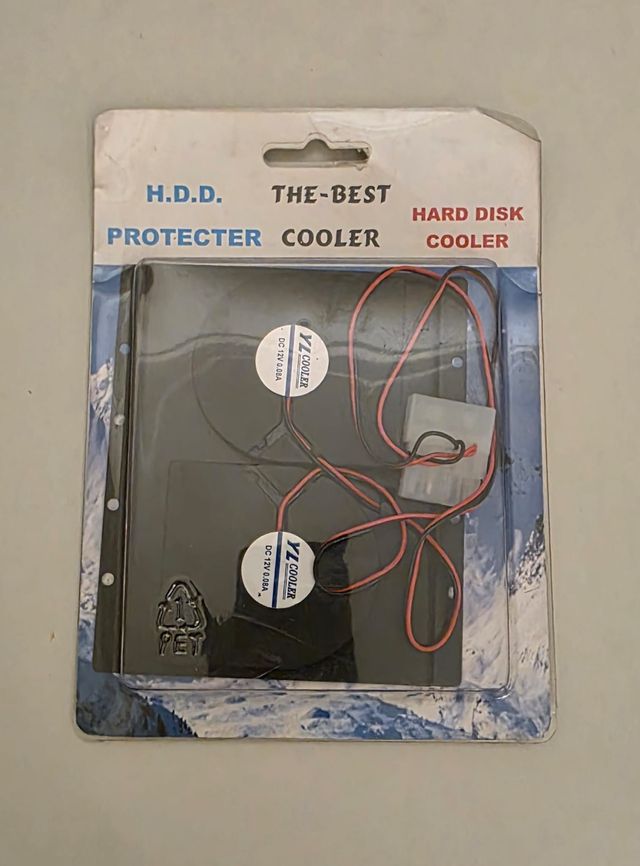 H.D.D.
PROTECTER
THE-BEST
COOLER
HARD DISK
COOLER
YL COOLER
DC 12V 0.08A
YL COOLER
DC 12V 0.08A
1
PET